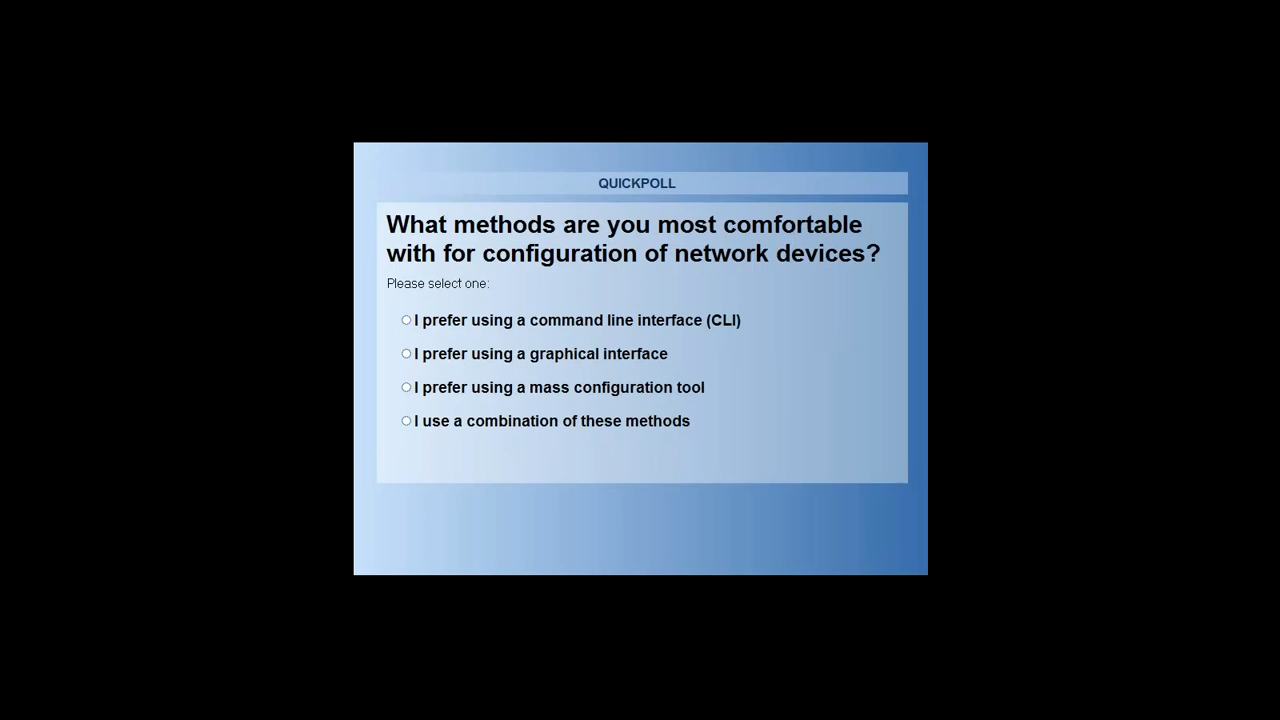 QUICKPOLL
What methods are you most comfortable
with for configuration of network devices?
Please select one:
I prefer using a command line interface (CLI)
I prefer using a graphical interface
I prefer using a mass configuration tool
I use a combination of these methods